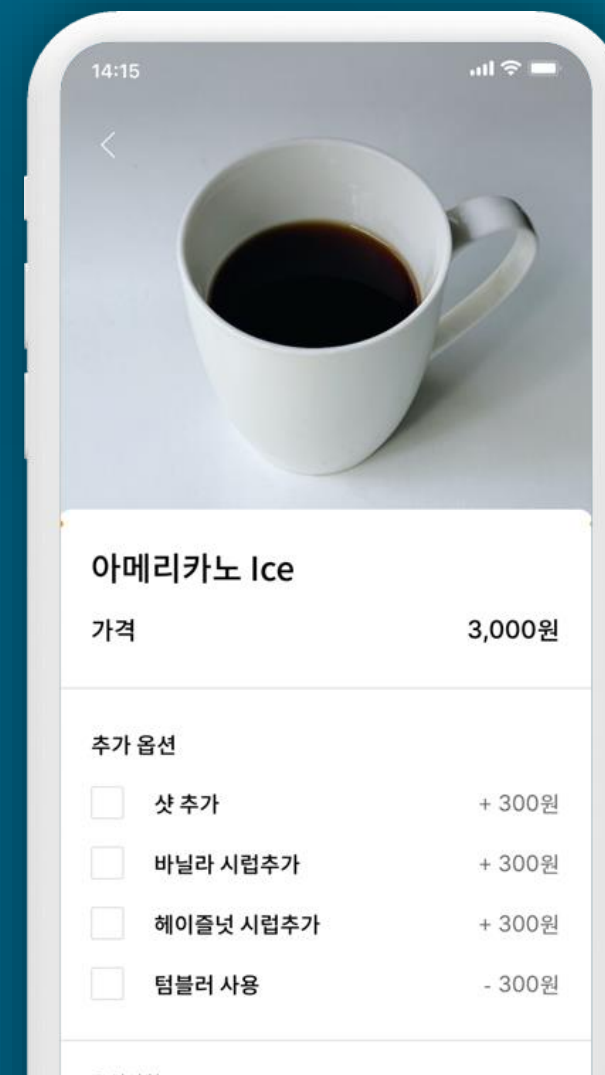 14:15
아메리카노 Ice
가격 3,000원
추가 옵션
샷 추가 + 300원
바닐라 시럽추가 + 300원
헤이즐넛 시럽추가 + 300원
텀블러 사용 - 300원